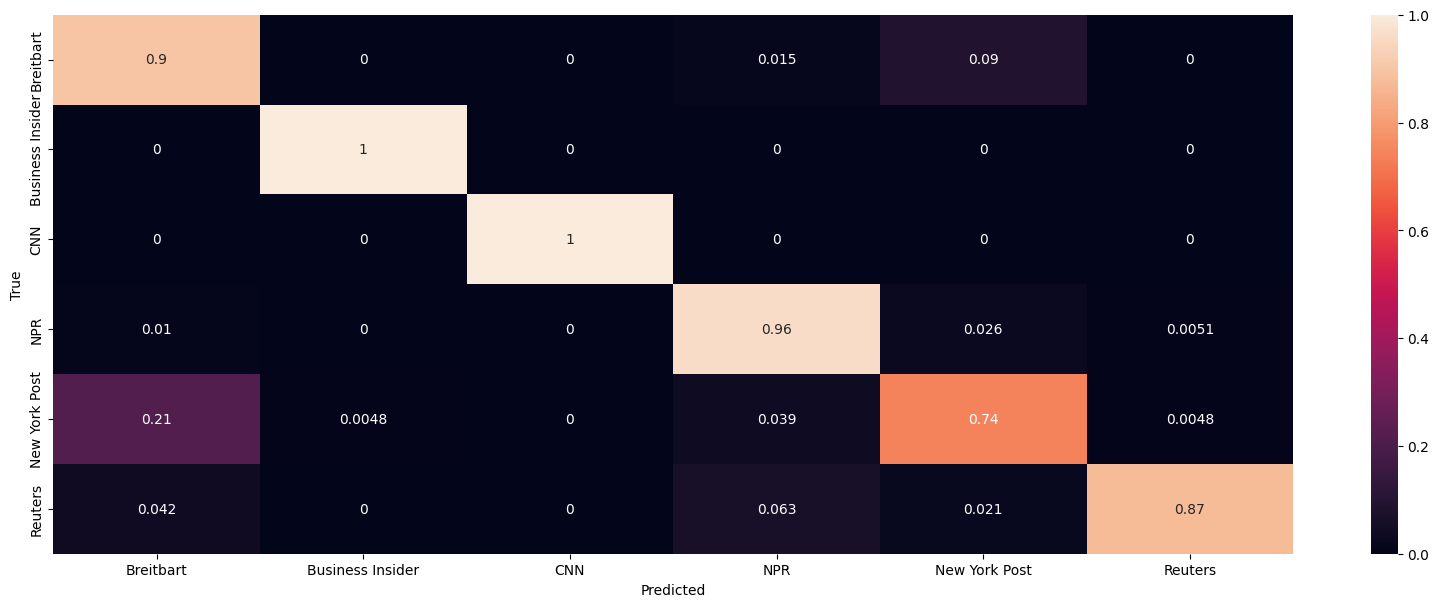 Breitbart 0.9 0 0 0.015 0.09 0
Business Insider 0 1 0 0 0 0
CNN 0 0 1 0 0 0
NPR 0.01 0 0 0.96 0.026 0.0051
New York Post 0.21 0.0048 0 0.039 0.74 0.0048
Reuters 0.042 0 0 0.063 0.021 0.87
True
Breitbart Business Insider CNN NPR New York Post Reuters
Predicted
1.0
0.8
0.6
0.4
0.2
0.0